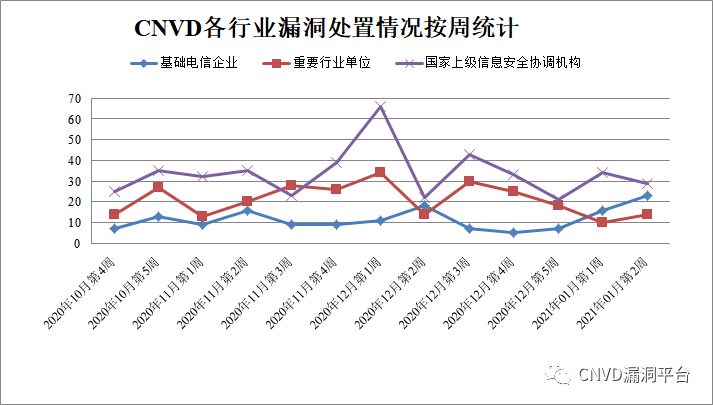 CNVD各行业漏洞处置情况按周统计
基础电信企业 重要行业单位 国家上级信息安全协调机构
70
60
50
40
30
20
10
0
2020年10月第4周
2020年10月第5周
2020年11月第1周
2020年11月第2周
2020年11月第3周
2020年11月第4周
2020年12月第1周
2020年12月第2周
2020年12月第3周
2020年12月第4周
2020年12月第5周
2021年01月第1周
2021年01月第2周
CNVD漏洞平台